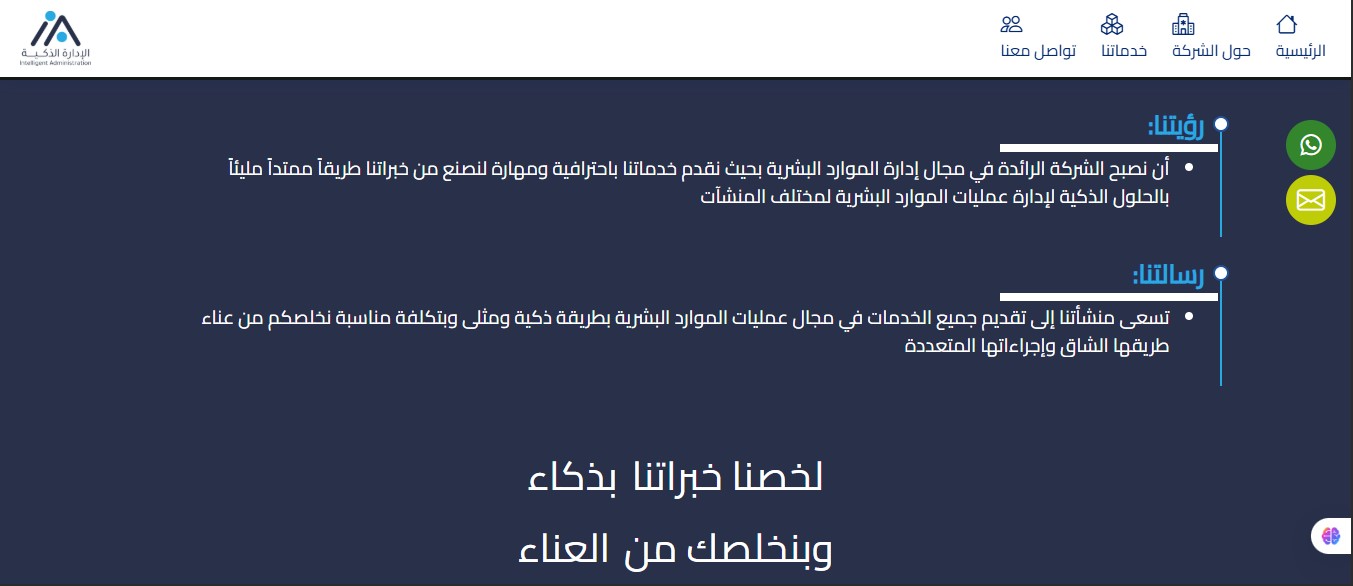 الرئيسية
حول الشركة
خدماتنا
تواصل معنا
الإدارة الذكيـــة
Intelligent Administration
رؤيتنا:
أن نصبح الشركة الرائدة في مجال إدارة الموارد البشرية بحيث نقدم خدماتنا باحترافية ومهارة لنصنع من خبراتنا طريقاً ممتداً مليئاً
بالحلول الذكية لإدارة عمليات الموارد البشرية لمختلف المنشآت
رسالتنا:
تسعى منشأتنا إلى تقديم جميع الخدمات في مجال عمليات الموارد البشرية بطريقة ذكية ومثلى وبتكلفة مناسبة نخلصكم من عناء
طريقها الشاق وإجراءاتها المتعددة
لخصنا خبراتنا بذكاء
وبنخلصك من العناء